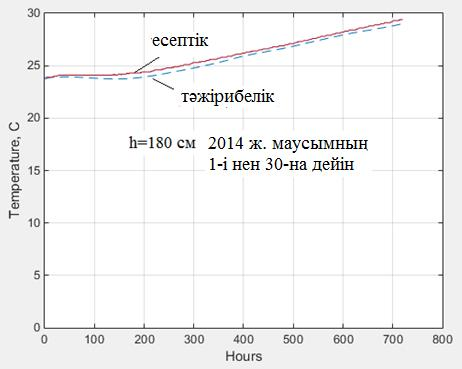 30
25
20
15
10
5
0
Temperature, C
есептік
тәжірибелік
h=180 см
2014 ж. маусымның
1-і нен 30-на дейін
0 100 200 300 400 500 600 700 800
Hours